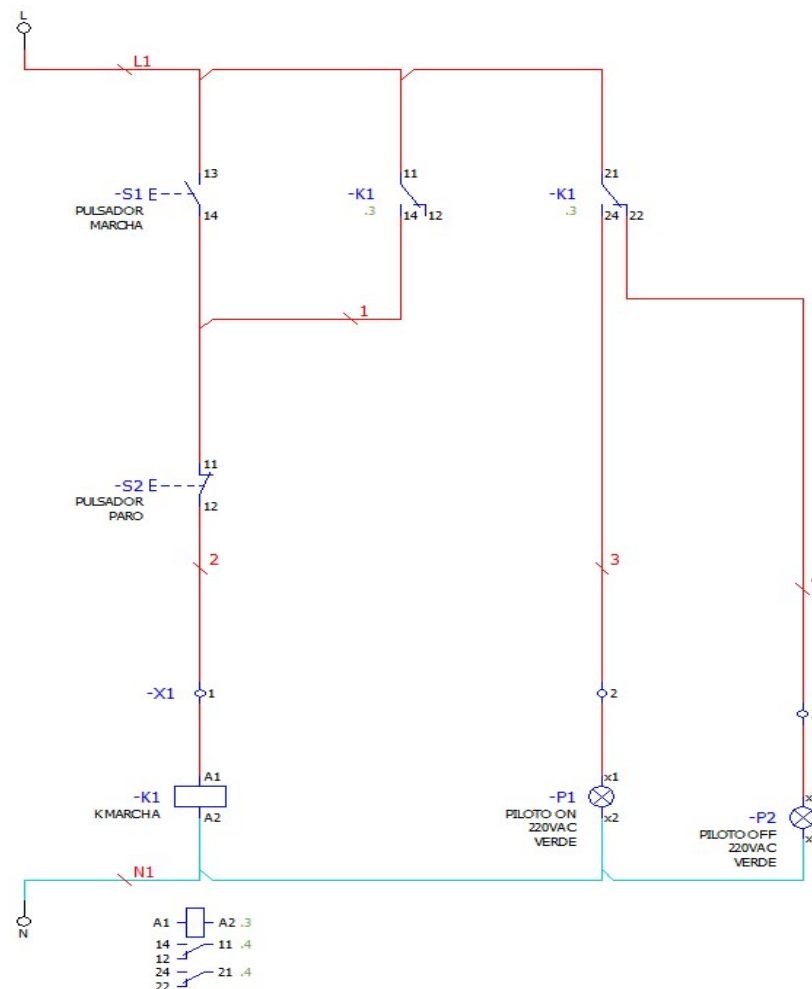 L
L1
13
-S1
PULSADOR
MARCHA
14
11
-K1
.3
14
12
21
-K1
.3
24
22
1
11
-S2
PULSADOR
PARO
12
2
3
-X1
1
2
A1
-K1
K MARCHA
A2
x1
-P1
PILOTO ON
220VAC
VERDE
x2
-P2
PILOTO OFF
220VAC
VERDE
N1
N
A1 A2 .3
14 11 .4
12
24 21 .4
22